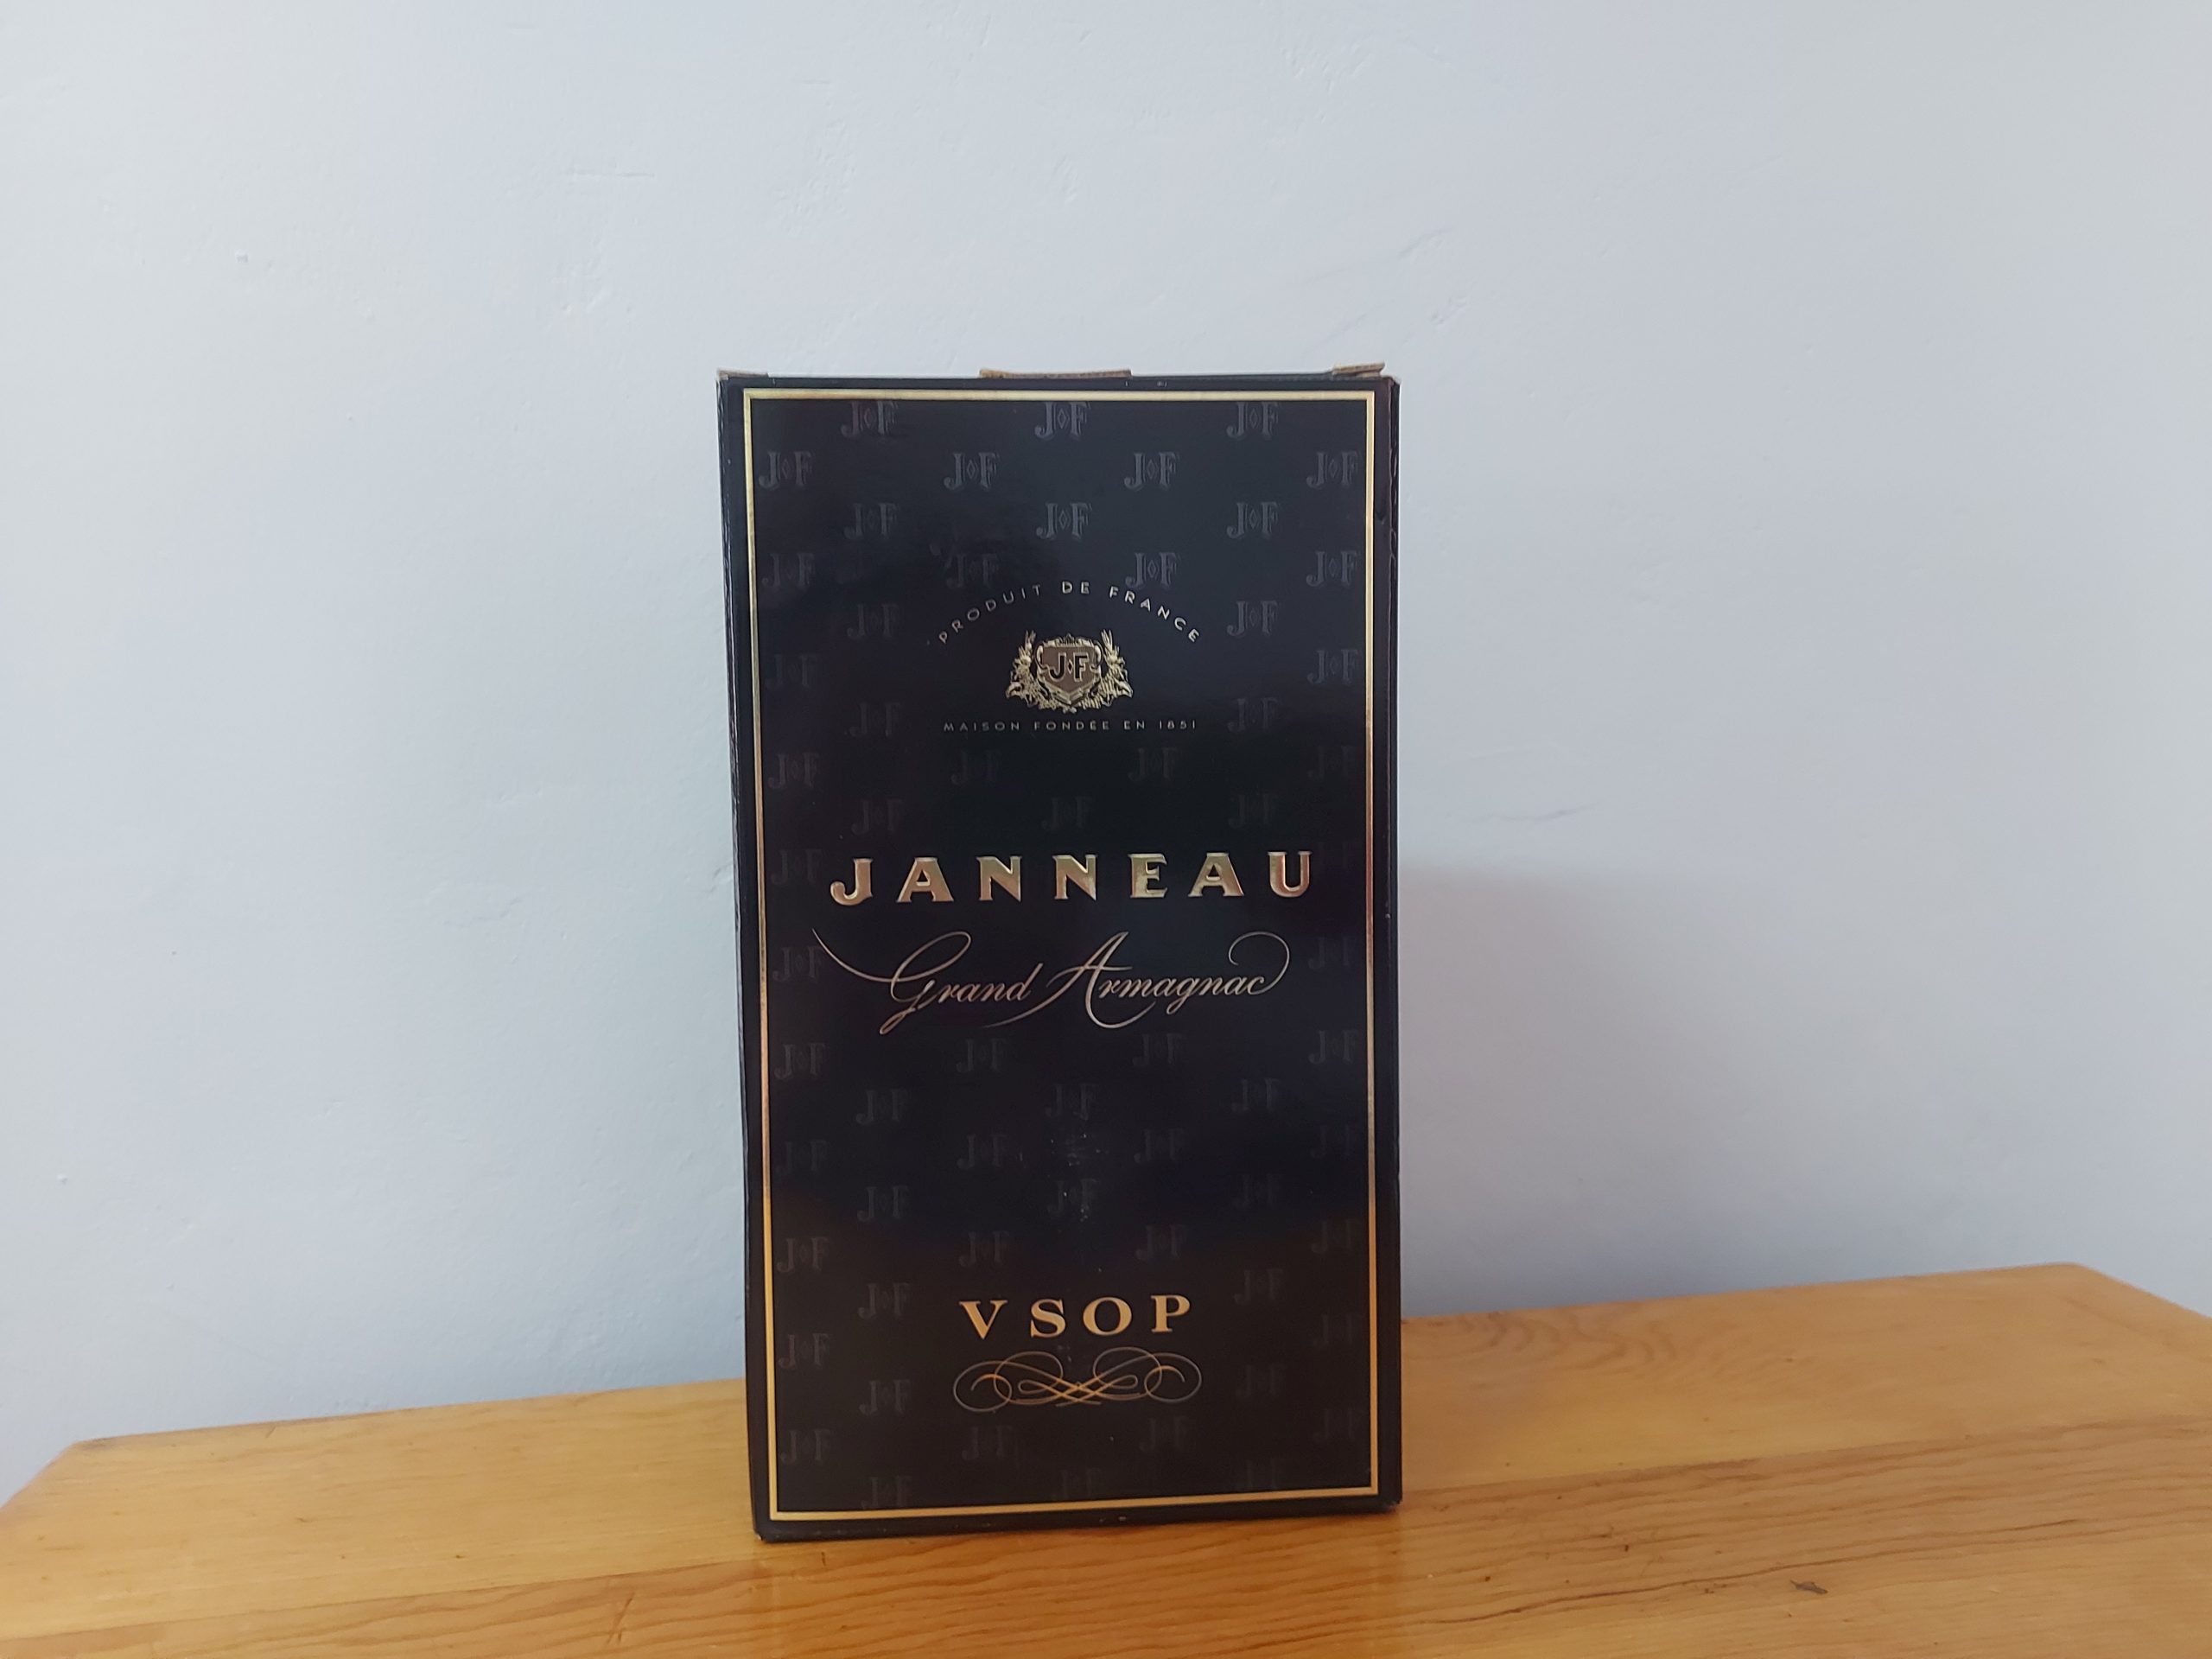 PRODUIT DE FRANCE
J·F
MAISON FONDÉE EN 1851
JANNEAU
Grand Armagnac
VSOP